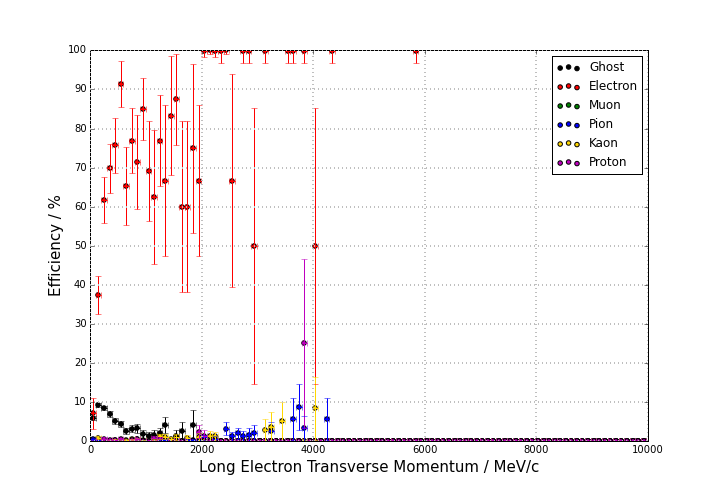 100
90
80
70
60
50
40
30
20
10
0
Efficiency / %
Ghost
Electron
Muon
Pion
Kaon
Proton
0 2000 4000 6000 8000 10000
Long Electron Transverse Momentum / MeV/c